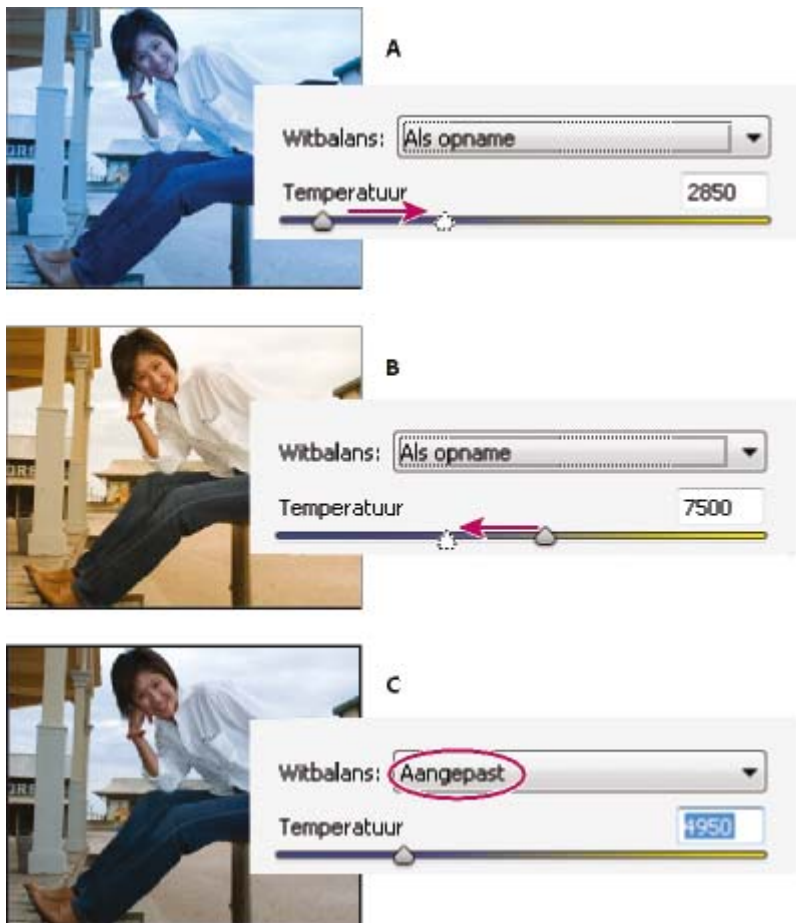 A
Witbalans: Als opname
Temperatuur 2850
B
Witbalans: Als opname
Temperatuur 7500
C
Witbalans: Aangepast
Temperatuur 4950